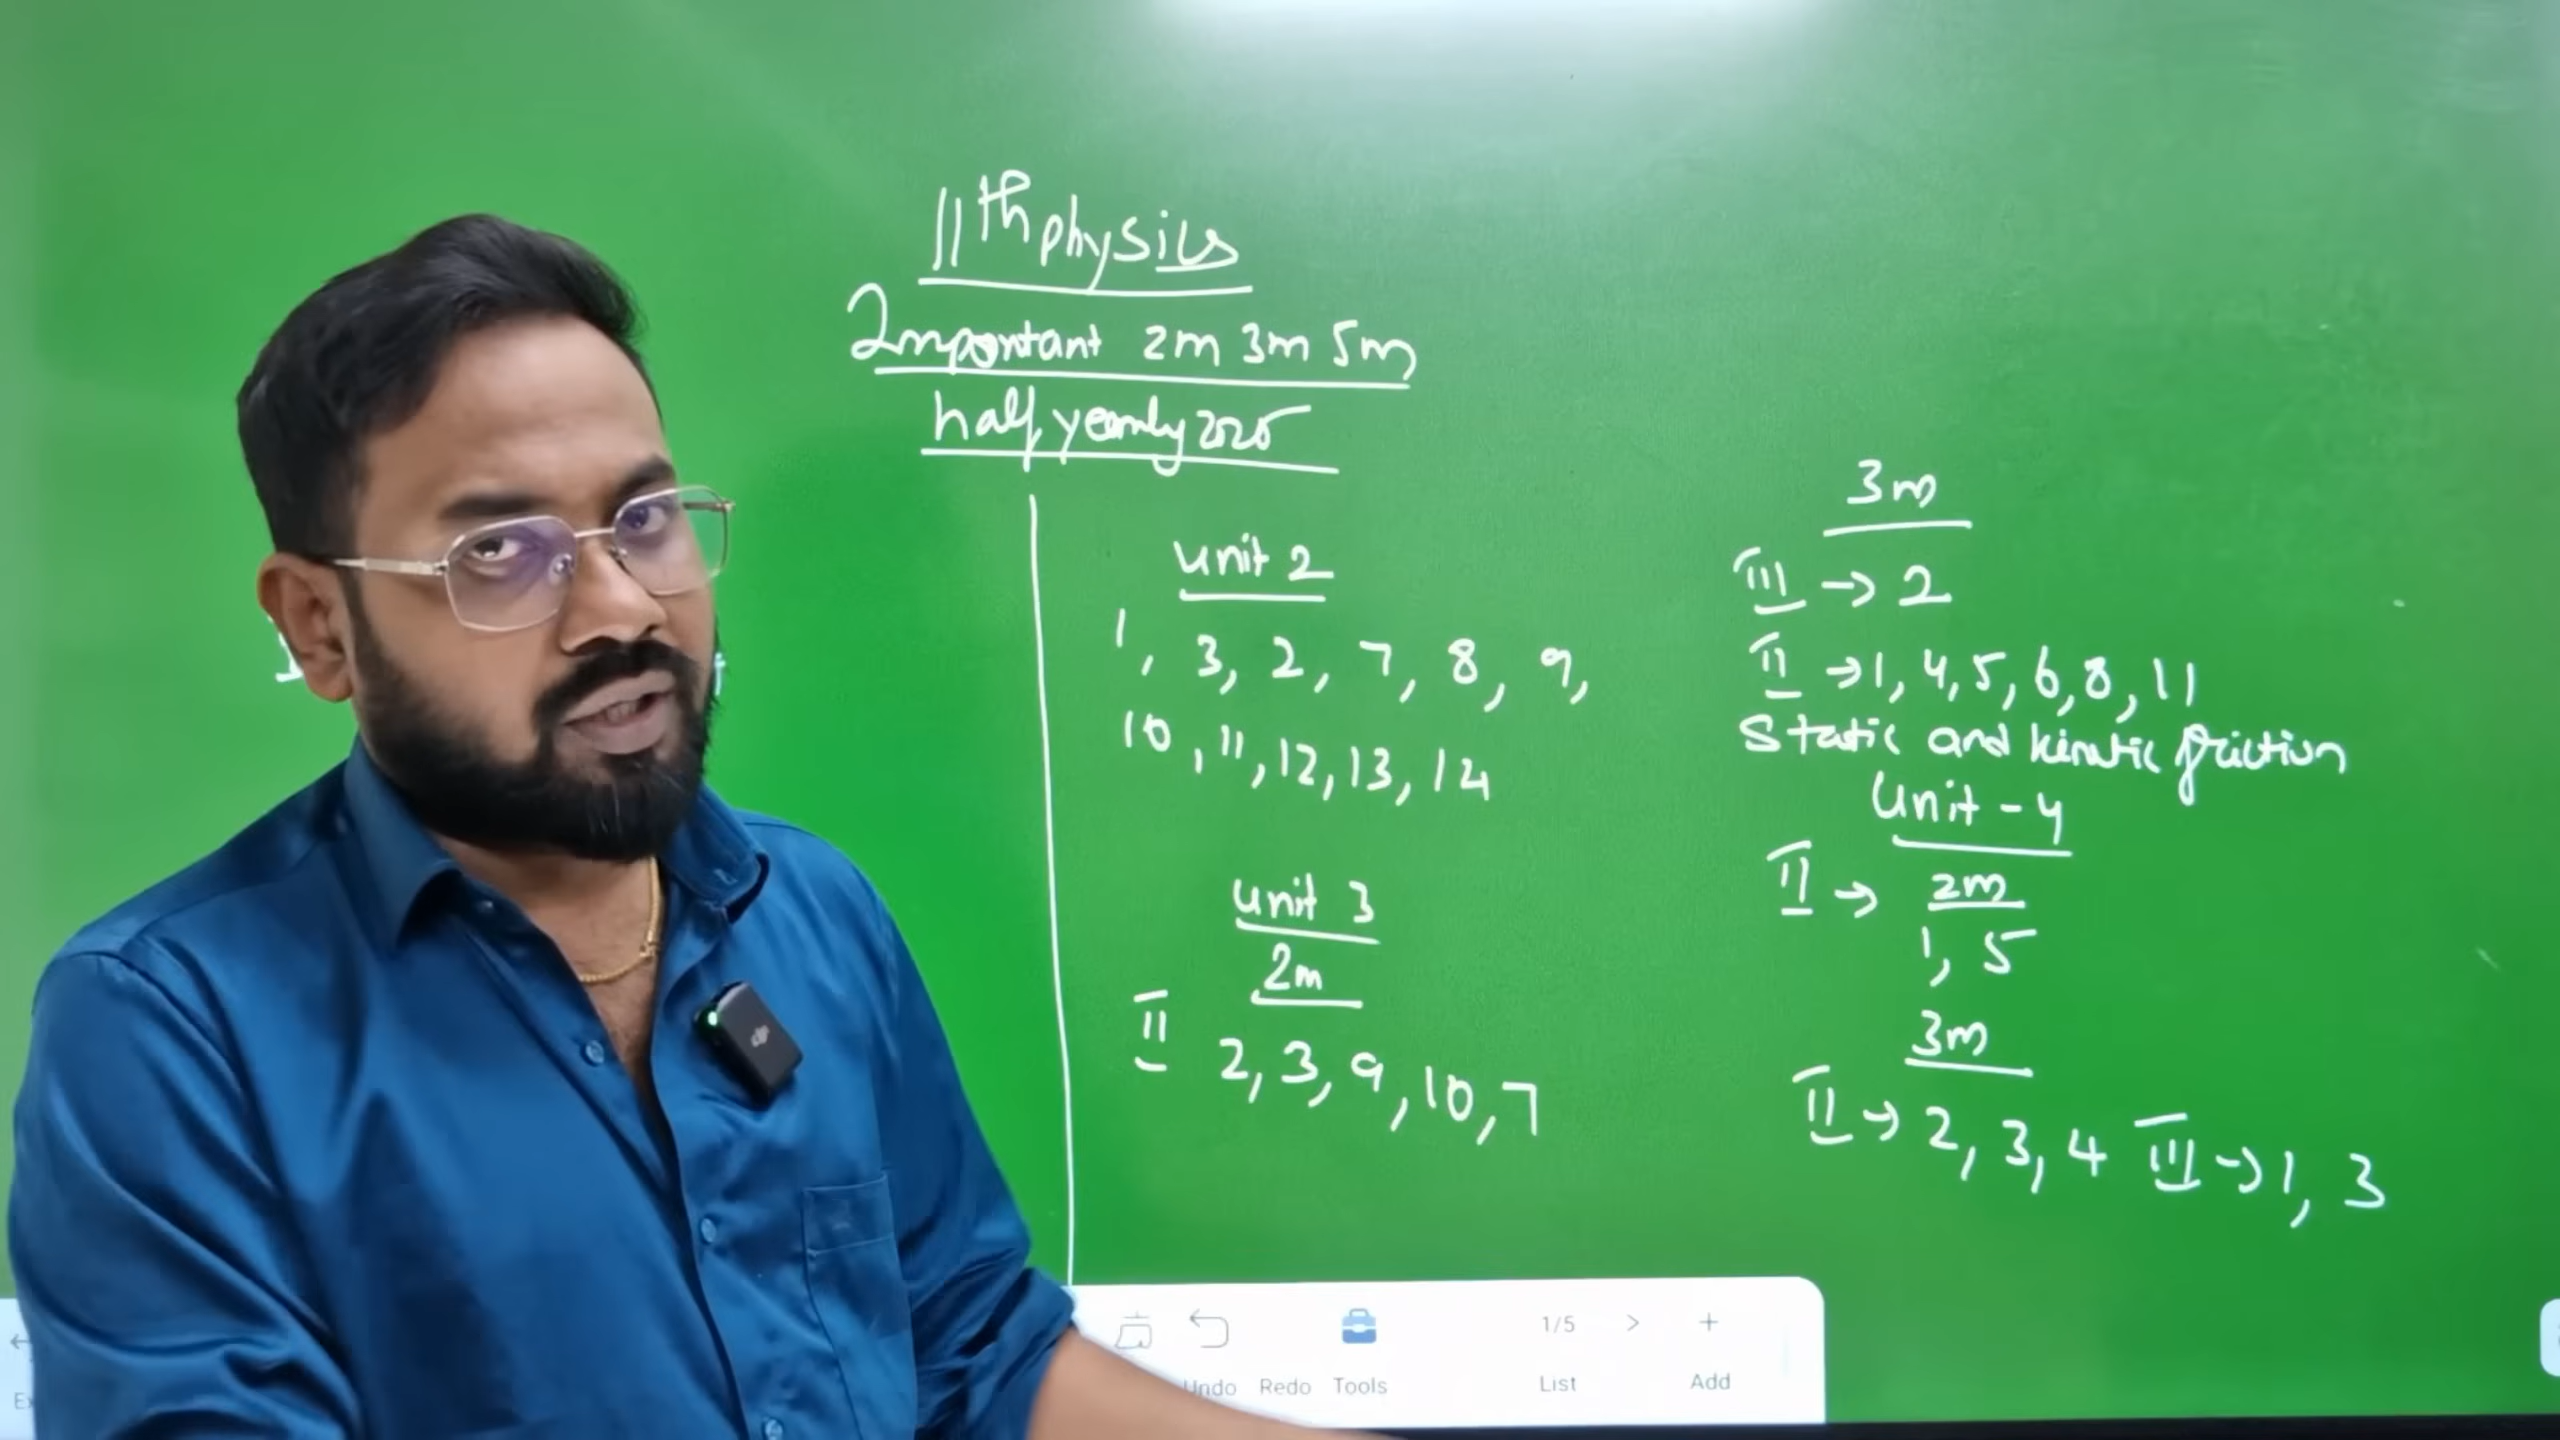 11th physics
Important 2m 3m 5m
half yearly 2025
unit 2
1, 3, 2, 7, 8, 9,
10, 11, 12, 13, 14
unit 3
2m
II 2, 3, 9, 10, 7
3m
III → 2
II → 1, 4, 5, 6, 8, 11
Static and kinetic friction
Unit - 4
II → 2m
1, 5
3m
II → 2, 3, 4 III → 1, 3
dji
1/5 > +
Undo Redo Tools List Add